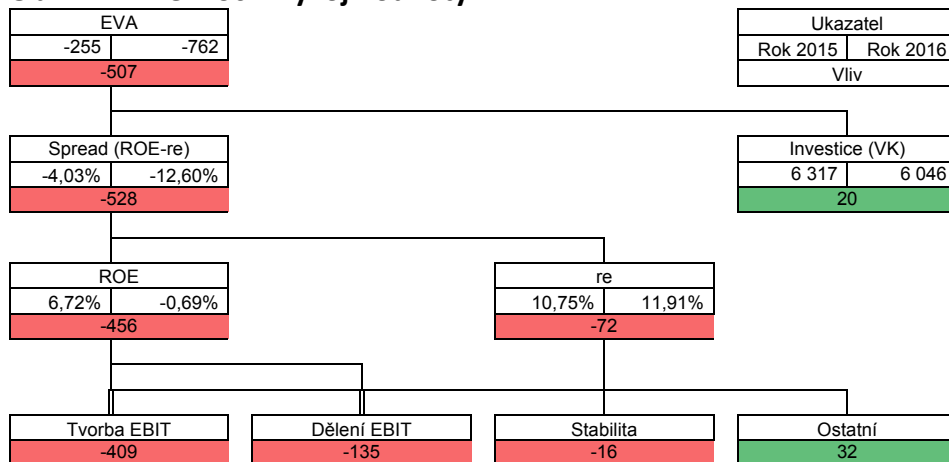 EVA
-255 -762
-507
Ukazatel
Rok 2015 Rok 2016
Vliv
Spread (ROE-re)
-4,03% -12,60%
-528
Investice (VK)
6 317 6 046
20
ROE
6,72% -0,69%
-456
re
10,75% 11,91%
-72
Tvorba EBIT
-409
Dělení EBIT
-135
Stabilita
-16
Ostatní
32